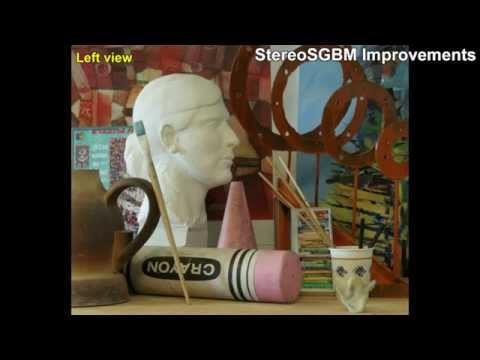 Left view
StereoSGBM Improvements
CRAYON